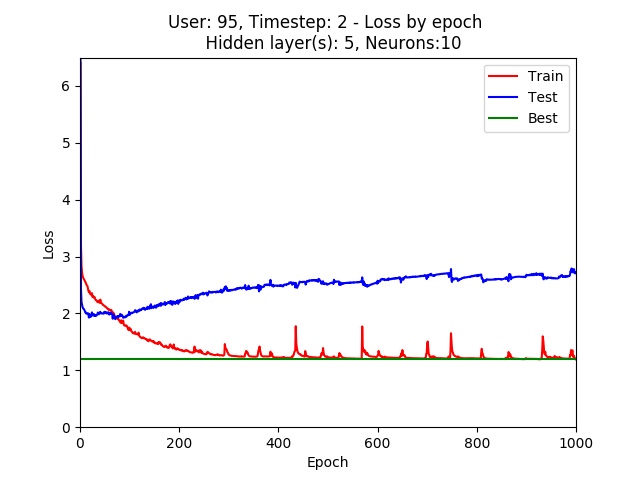 User: 95, Timestep: 2 - Loss by epoch
Hidden layer(s): 5, Neurons:10
Train
Test
Best
Loss
6
5
4
3
2
1
0
0 200 400 600 800 1000
Epoch